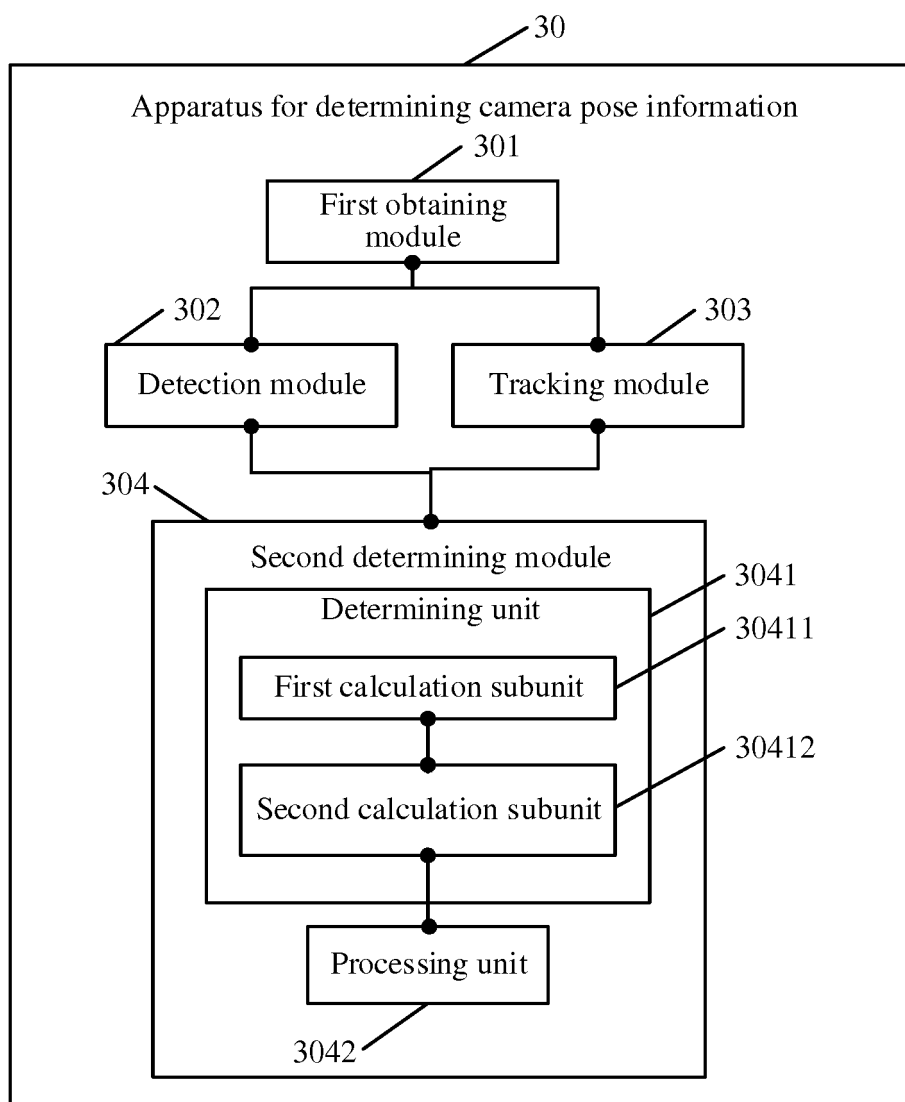 30
Apparatus for determining camera pose information
301
First obtaining
module
302
303
Detection module
Tracking module
304
Second determining module
3041
Determining unit
30411
First calculation subunit
30412
Second calculation subunit
Processing unit
3042